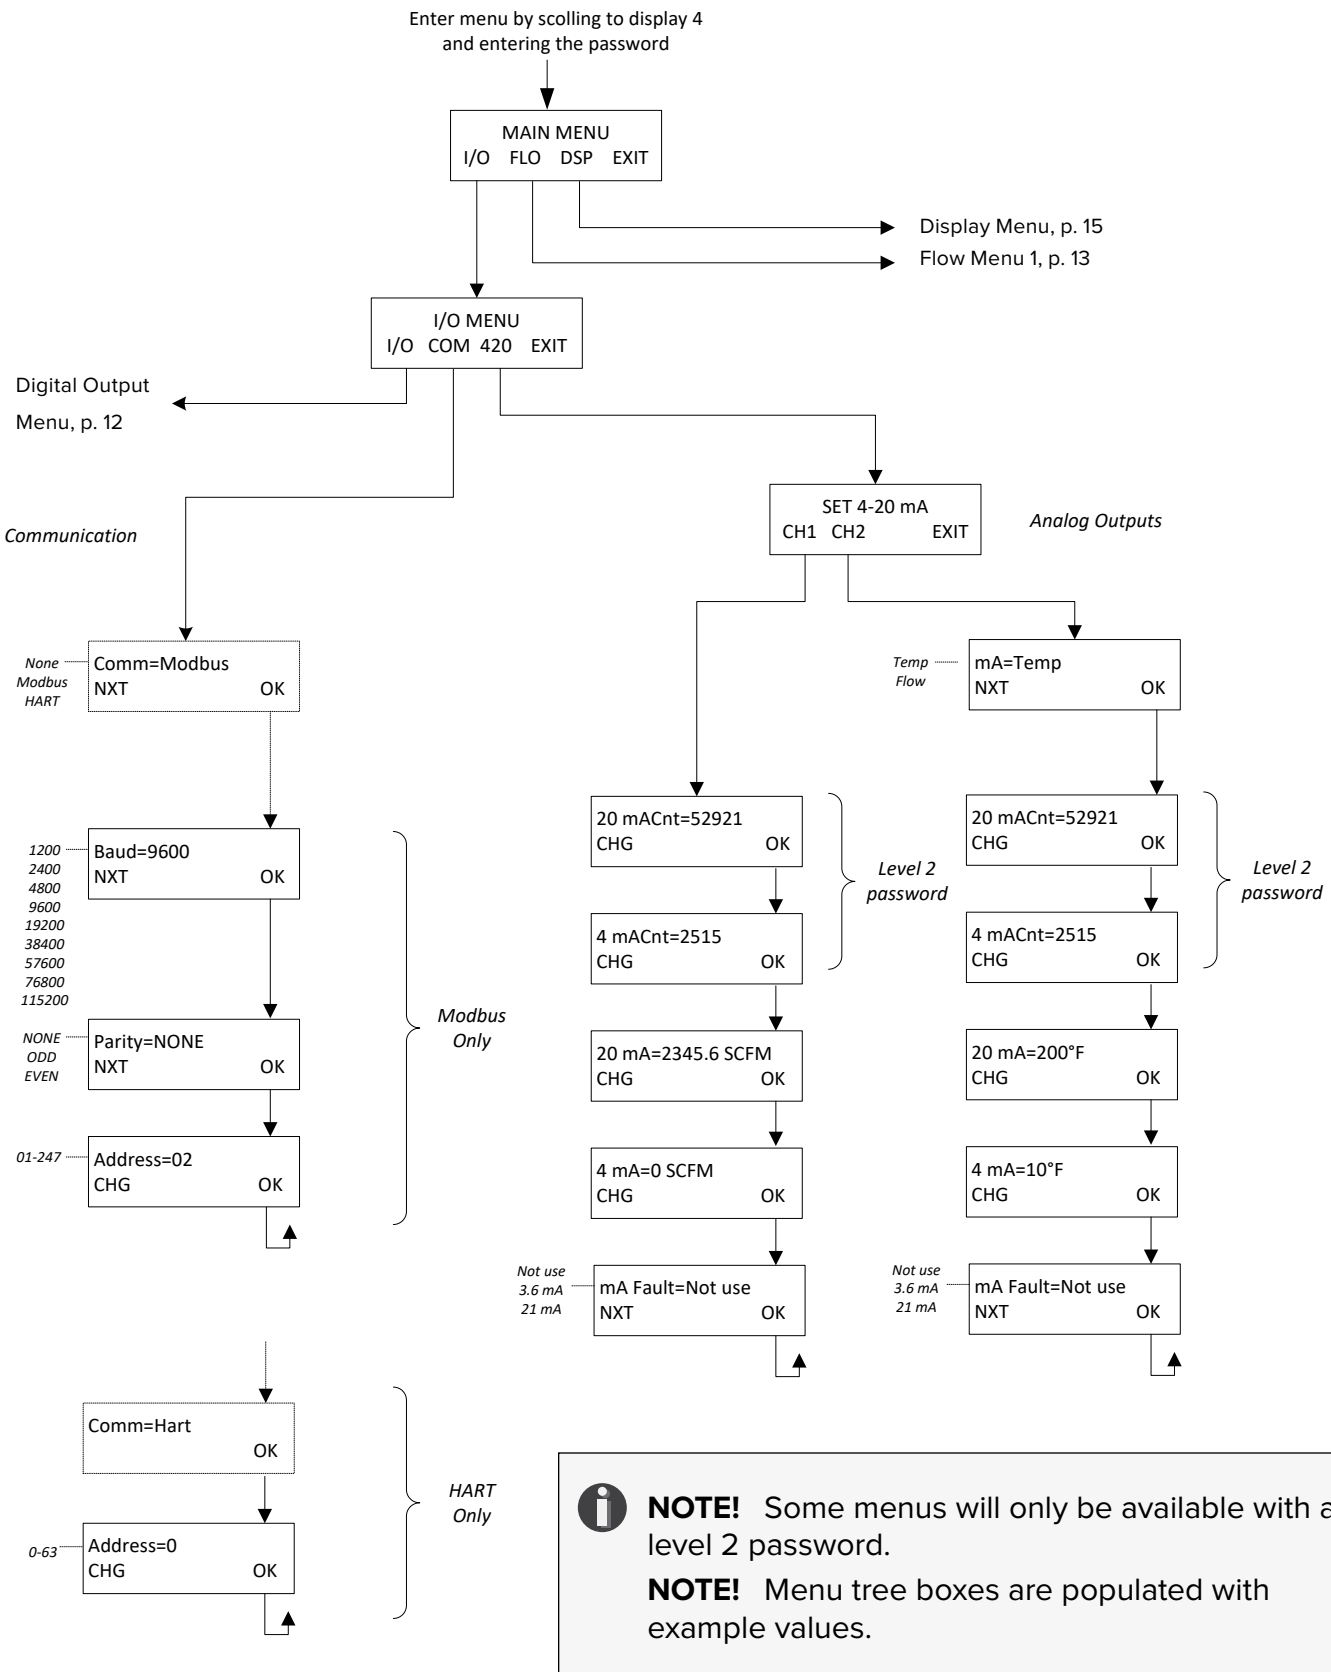 Enter menu by scolling to display 4
and entering the password
MAIN MENU
I/O FLO DSP EXIT
Display Menu, p. 15
Flow Menu 1, p. 13
I/O MENU
I/O COM 420 EXIT
Digital Output
Menu, p. 12
SET 4-20 mA
CH1 CH2 EXIT
Analog Outputs
Communication
None
Modbus
HART
Comm=Modbus
NXT OK
1200
2400
4800
9600
19200
38400
57600
76800
115200
Baud=9600
NXT OK
NONE
ODD
EVEN
Parity=NONE
NXT OK
01-247
Address=02
CHG OK
Modbus
Only
Comm=Hart
OK
0-63
Address=0
CHG OK
HART
Only
20 mACnt=52921
CHG OK
4 mACnt=2515
CHG OK
Level 2
password
20 mA=2345.6 SCFM
CHG OK
4 mA=0 SCFM
CHG OK
Not use
3.6 mA
21 mA
mA Fault=Not use
NXT OK
Temp
Flow
mA=Temp
NXT OK
20 mACnt=52921
CHG OK
4 mACnt=2515
CHG OK
Level 2
password
20 mA=200°F
CHG OK
4 mA=10°F
CHG OK
Not use
3.6 mA
21 mA
mA Fault=Not use
NXT OK
NOTE! Some menus will only be available with a
level 2 password.
NOTE! Menu tree boxes are populated with
example values.